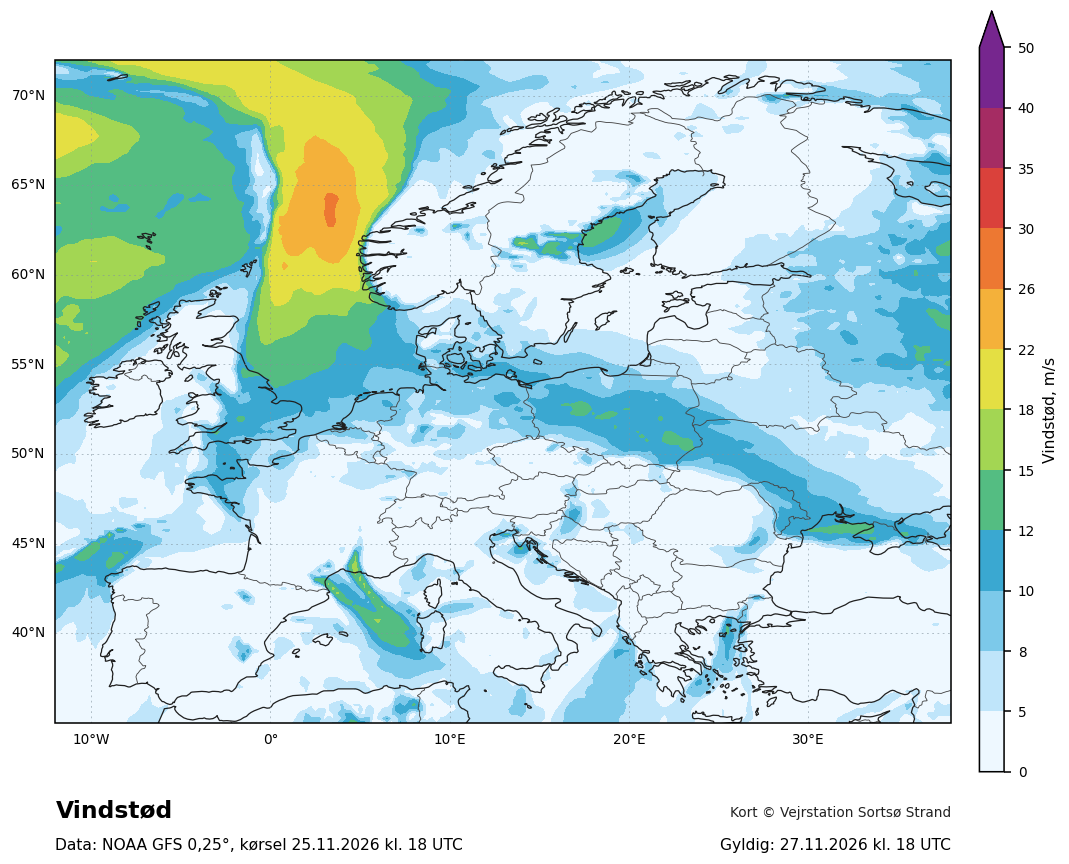 70°N
65°N
60°N
55°N
50°N
45°N
40°N
10°W
0°
10°E
20°E
30°E
50
40
35
30
26
22
18
15
12
10
8
5
0
Vindstød, m/s
Vindstød
Kort © Vejrstation Sortsø Strand
Data: NOAA GFS 0,25°, kørsel 25.11.2026 kl. 18 UTC
Gyldig: 27.11.2026 kl. 18 UTC